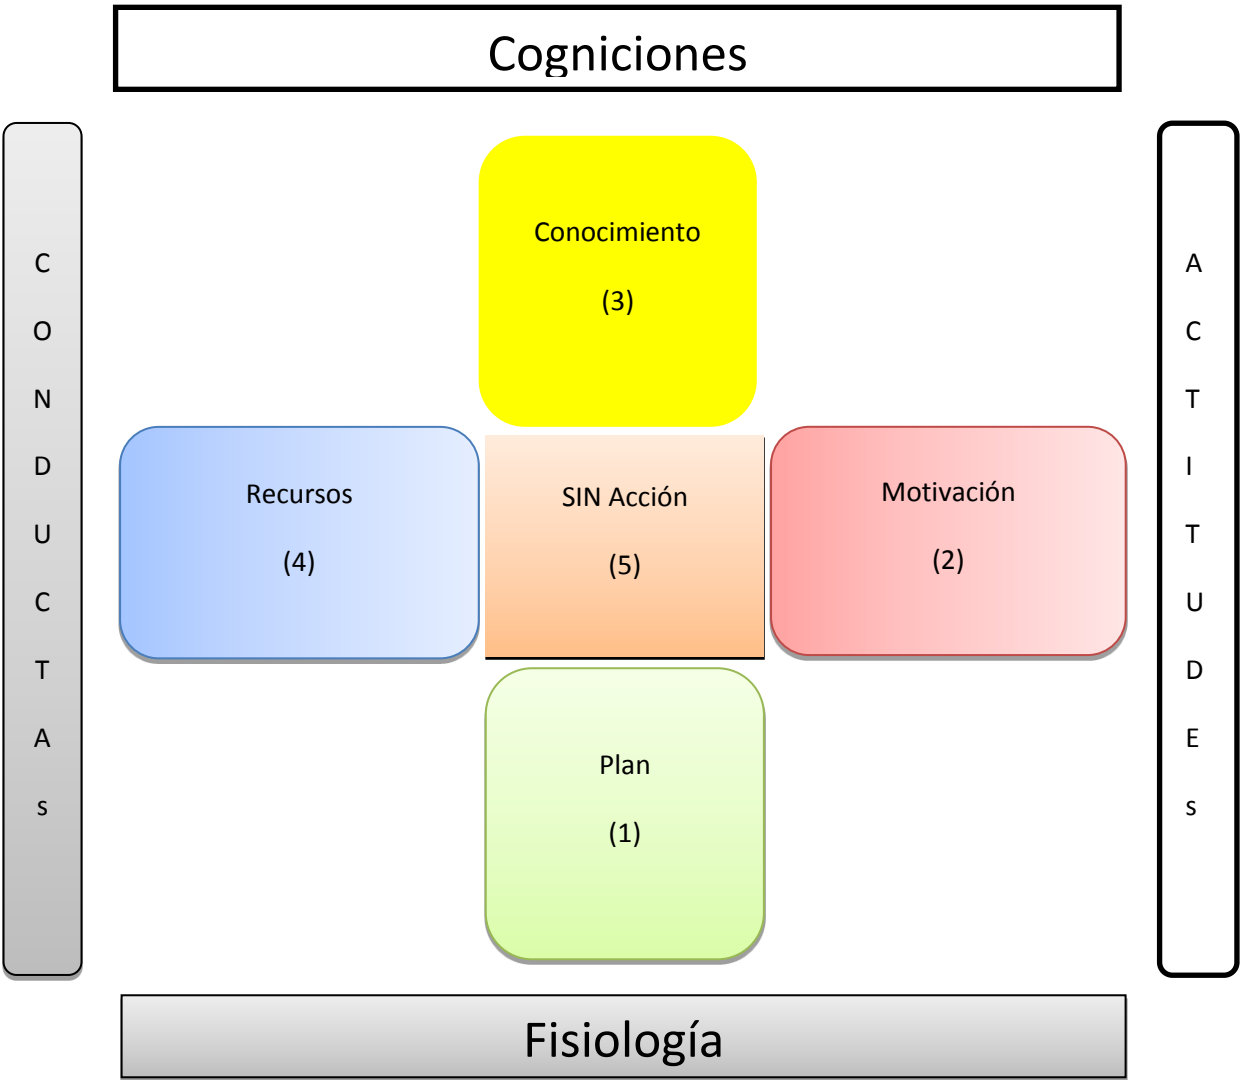 Cogniciones
C
O
N
D
U
C
T
A
s
Conocimiento
(3)
Recursos
(4)
SIN Acción
(5)
Motivación
(2)
Plan
(1)
A
C
T
I
T
U
D
E
s
Fisiología